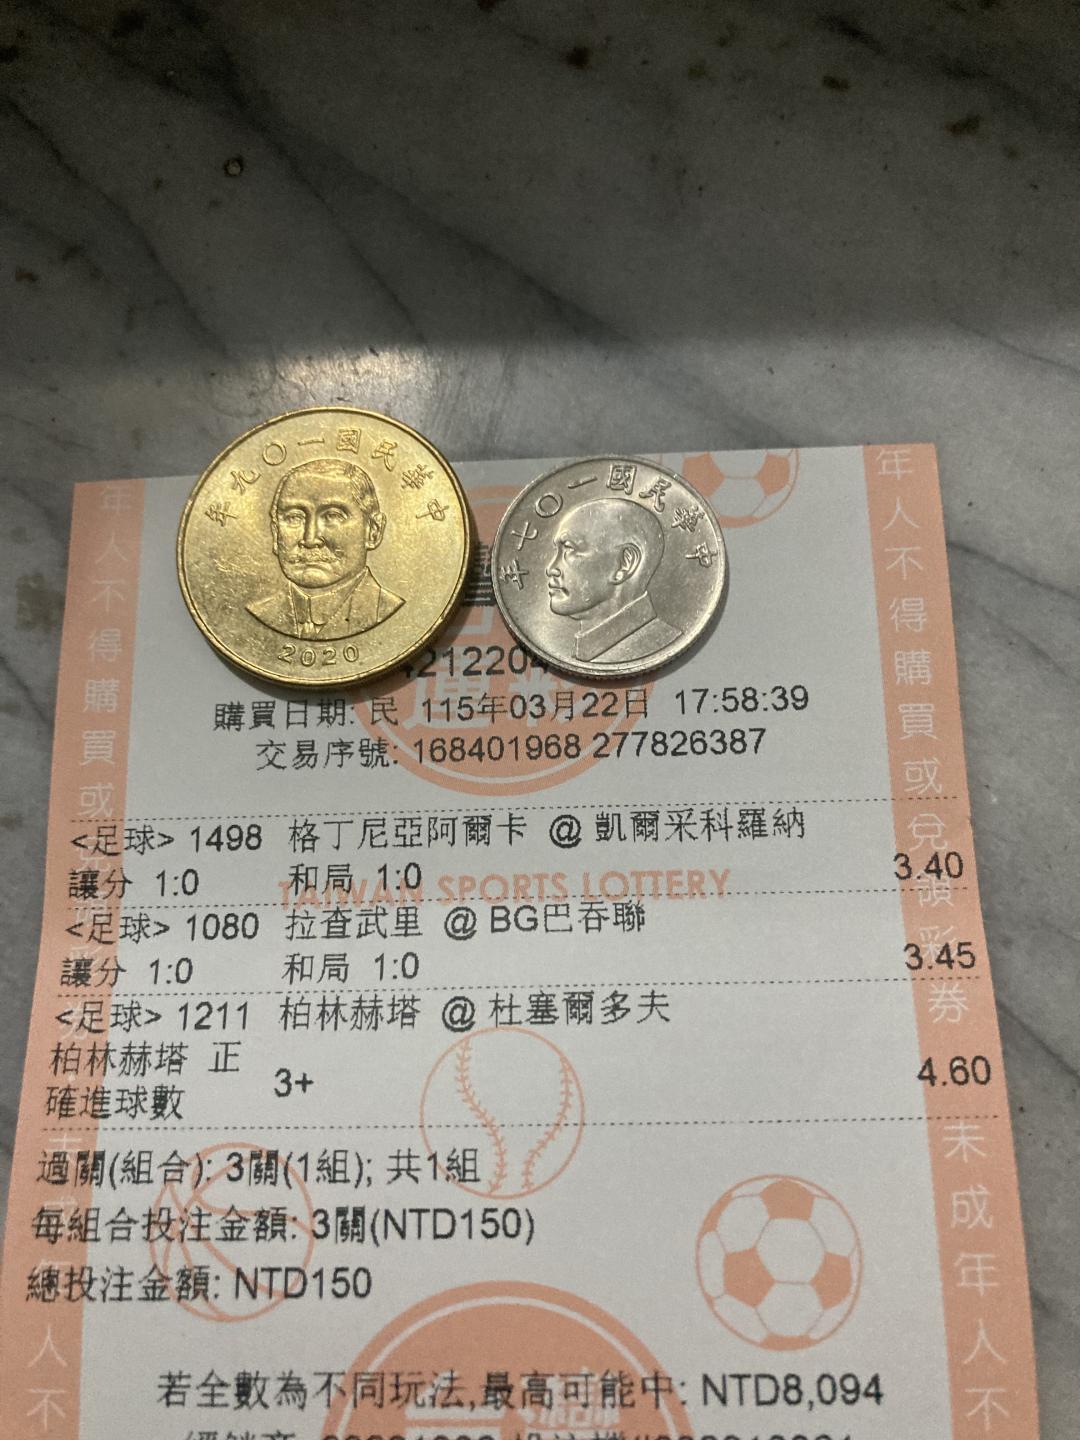 中華民國一〇九年
2020
中華民國一〇七年
購買日期: 民 115年03月22日 17:58:39
交易序號: 168401968 277826387
<足球> 1498 格丁尼亞阿爾卡 @ 凱爾采科羅納
讓分 1:0 和局 1:0 3.40
TAIWAN SPORTS LOTTERY
<足球> 1080 拉查武里 @ BG巴吞聯
讓分 1:0 和局 1:0 3.45
<足球> 1211 柏林赫塔 @ 杜塞爾多夫
柏林赫塔 正
確進球數 3+ 4.60
過關(組合): 3關(1組); 共1組
每組合投注金額: 3關(NTD150)
總投注金額: NTD150
若全數為不同玩法,最高可能中: NTD8,094
年人不得購買或
年人不得購買或兌領彩券
未成年人不